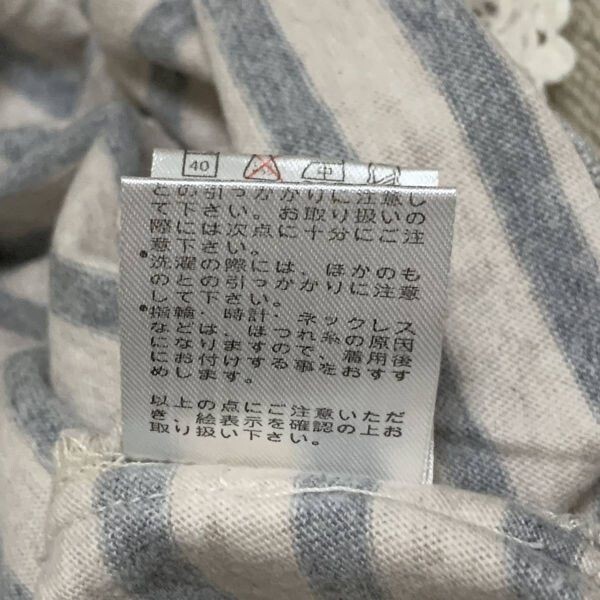 40
中
との引っかかりに注意し
て下さい。お取り扱いの
際には次点に十分にご注
意下さい。
*洗濯の際には、ほかのも
のとの引っかかりに注意
して下さい。
*指輪・時計・ネックレス
などは、ほつれ糸の原因
になりますので、着用後
にお付けする事をおすす
めします。
以上の点にご注意いただ
き、絵表示を確認の上お
取り扱い下さい。